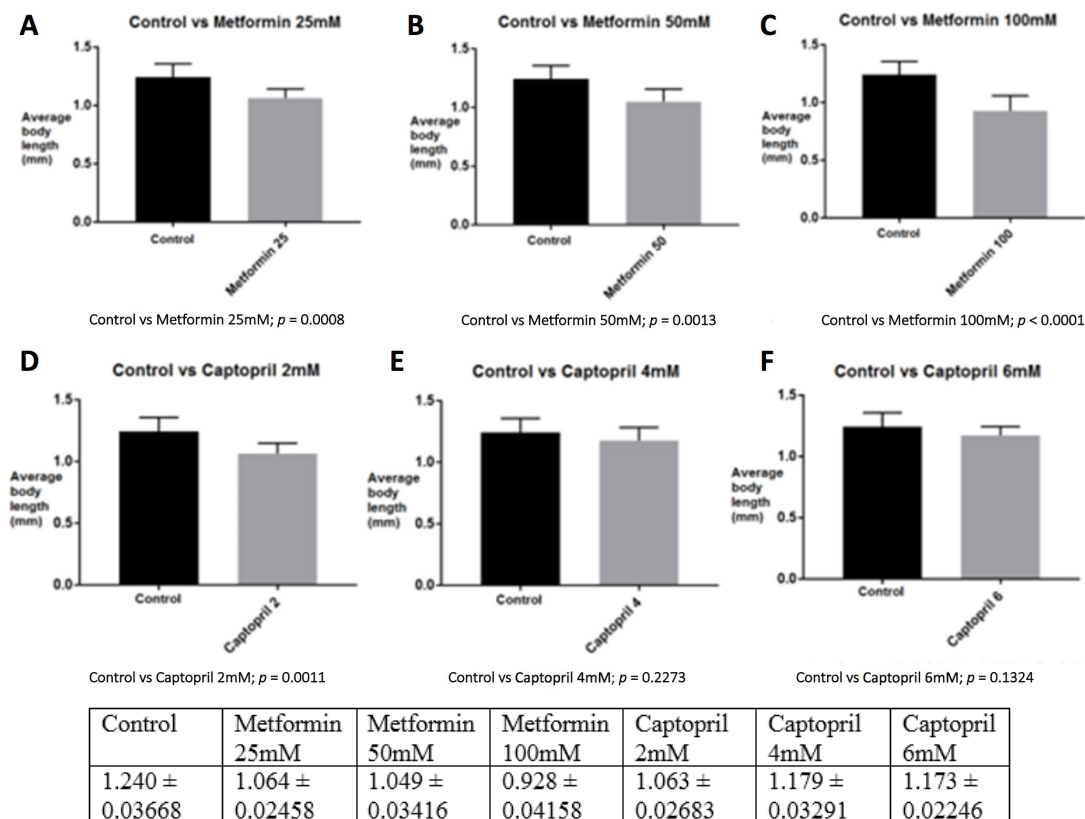 A
Control vs Metformin 25mM
1.5
1.0
0.5
0.0
Average
body
length
(mm)
Control
Metformin 25
Control vs Metformin 25mM; p = 0.0008
B
Control vs Metformin 50mM
1.5
1.0
0.5
0.0
Average
body
length
(mm)
Control
Metformin 50
Control vs Metformin 50mM; p = 0.0013
C
Control vs Metformin 100mM
1.5
1.0
0.5
0.0
Average
body
length
(mm)
Control
Metformin 100
Control vs Metformin 100mM; p < 0.0001
D
Control vs Captopril 2mM
1.5
1.0
0.5
0.0
Average
body
length
(mm)
Control
Captopril 2
Control vs Captopril 2mM; p = 0.0011
E
Control vs Captopril 4mM
1.5
1.0
0.5
0.0
Average
body
length
(mm)
Control
Captopril 4
Control vs Captopril 4mM; p = 0.2273
F
Control vs Captopril 6mM
1.5
1.0
0.5
0.0
Average
body
length
(mm)
Control
Captopril 6
Control vs Captopril 6mM; p = 0.1324
Control Metformin Metformin Metformin Captopril Captopril Captopril
25mM 50mM 100mM 2mM 4mM 6mM
1.240 ± 1.064 ± 1.049 ± 0.928 ± 1.063 ± 1.179 ± 1.173 ±
0.03668 0.02458 0.03416 0.04158 0.02683 0.03291 0.02246